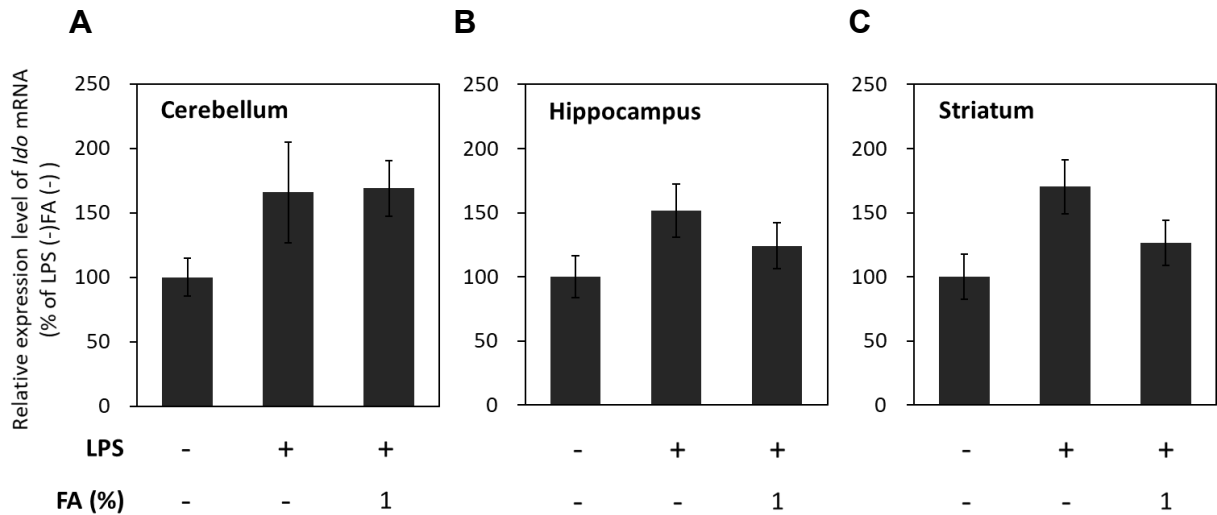 A
B
C
Relative expression level of Ido mRNA
(% of LPS (-)FA (-) )
250
200
150
100
50
0
Cerebellum
250
200
150
100
50
0
Hippocampus
250
200
150
100
50
0
Striatum
LPS - + + - + + - + +
FA (%) - - 1 - - 1 - - 1